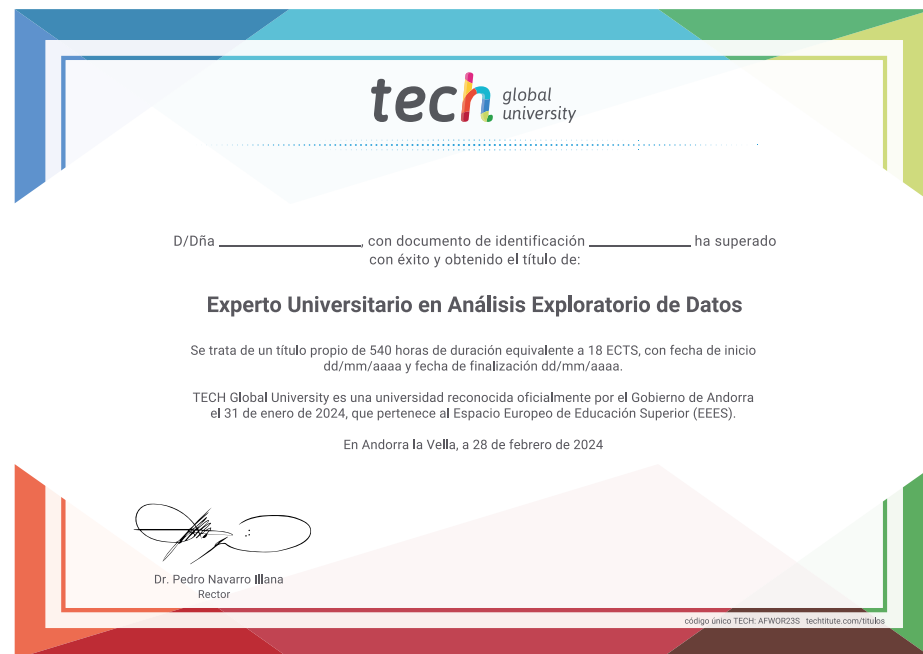 tech global university
D/Dña ____________________, con documento de identificación ______________ ha superado
con éxito y obtenido el título de:
Experto Universitario en Análisis Exploratorio de Datos
Se trata de un título propio de 540 horas de duración equivalente a 18 ECTS, con fecha de inicio
dd/mm/aaaa y fecha de finalización dd/mm/aaaa.
TECH Global University es una universidad reconocida oficialmente por el Gobierno de Andorra
el 31 de enero de 2024, que pertenece al Espacio Europeo de Educación Superior (EEES).
En Andorra la Vella, a 28 de febrero de 2024
Dr. Pedro Navarro Illana
Rector
código único TECH: AFWOR23S techtitute.com/titulos